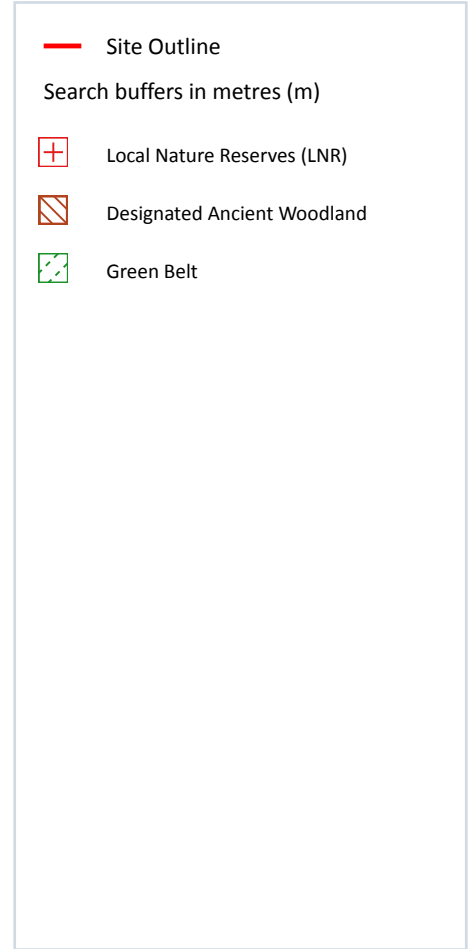 Site Outline
Search buffers in metres (m)
Local Nature Reserves (LNR)
Designated Ancient Woodland
Green Belt